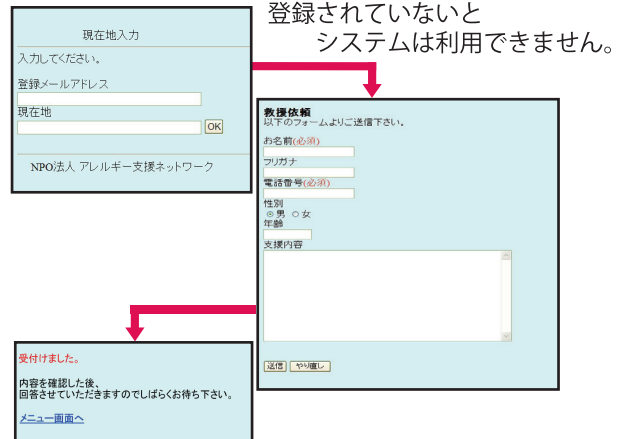 登録されていないと
システムは利用できません。
現在地入力
入力してください。
登録メールアドレス
現在地
OK
NPO法人 アレルギー支援ネットワーク
救援依頼
以下のフォームよりご送信下さい。
お名前(必須)
フリガナ
電話番号(必須)
性別
男 女
年齢
支援内容
送信 やり直し
受付けました。
内容を確認した後、
回答させていただきますのでしばらくお待ち下さい。
メニュー画面へ